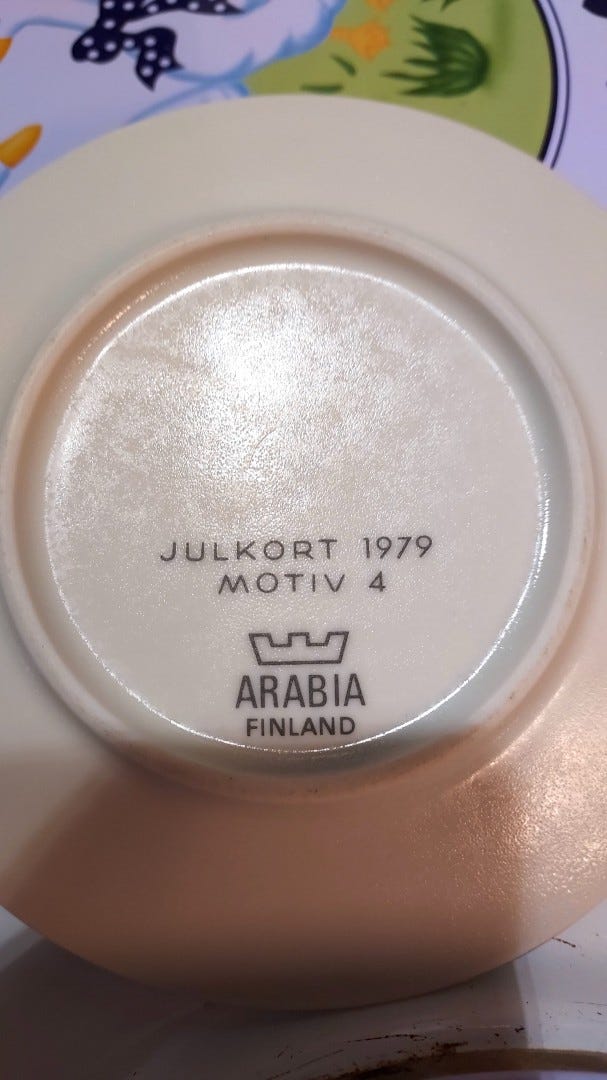 JULKORT 1979
MOTIV 4
ARABIA
FINLAND